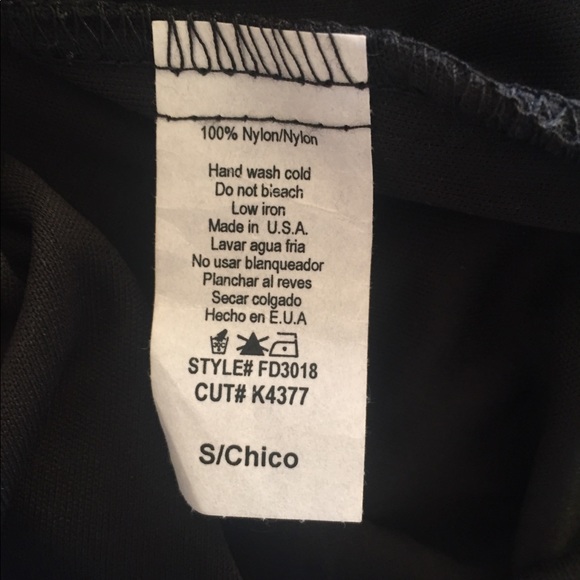 100% Nylon/Nylon
Hand wash cold
Do not bleach
Low iron
Made in U.S.A.
Lavar agua fria
No usar blanqueador
Planchar al reves
Secar colgado
Hecho en E.U.A
STYLE# FD3018
CUT# K4377
S/Chico